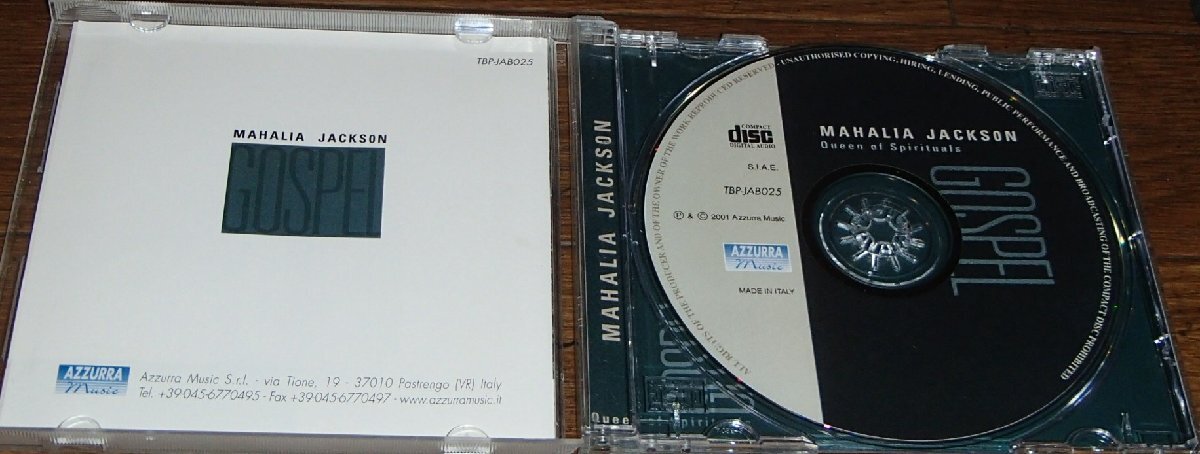 TBP-JAB025
MAHALIA JACKSON
GOSPEL
AZZURRA
Music
Azzurra Music S.r.l. - via Tione, 19 - 37010 Pastrengo (VR) Italy
Tel. +39-045-6770495 - Fax +39-045-6770497 - www.azzurramusic.it
MAHALIA JACKSON
ALL RIGHTS OF THE PRODUCER AND OF THE OWNER OF THE WORK REPRODUCED RESERVED. UNAUTHORISED COPYING, HIRING, LENDING, PUBLIC PERFORMANCE AND BROADCASTING OF THE COMPACT DISC PROHIBITED
COMPACT
disc
DIGITAL AUDIO
S.I.A.E.
TBP-JAB025
℗ & © 2001 Azzurra Music
AZZURRA
Music
MADE IN ITALY
MAHALIA JACKSON
Queen of Spirituals
GOSPEL